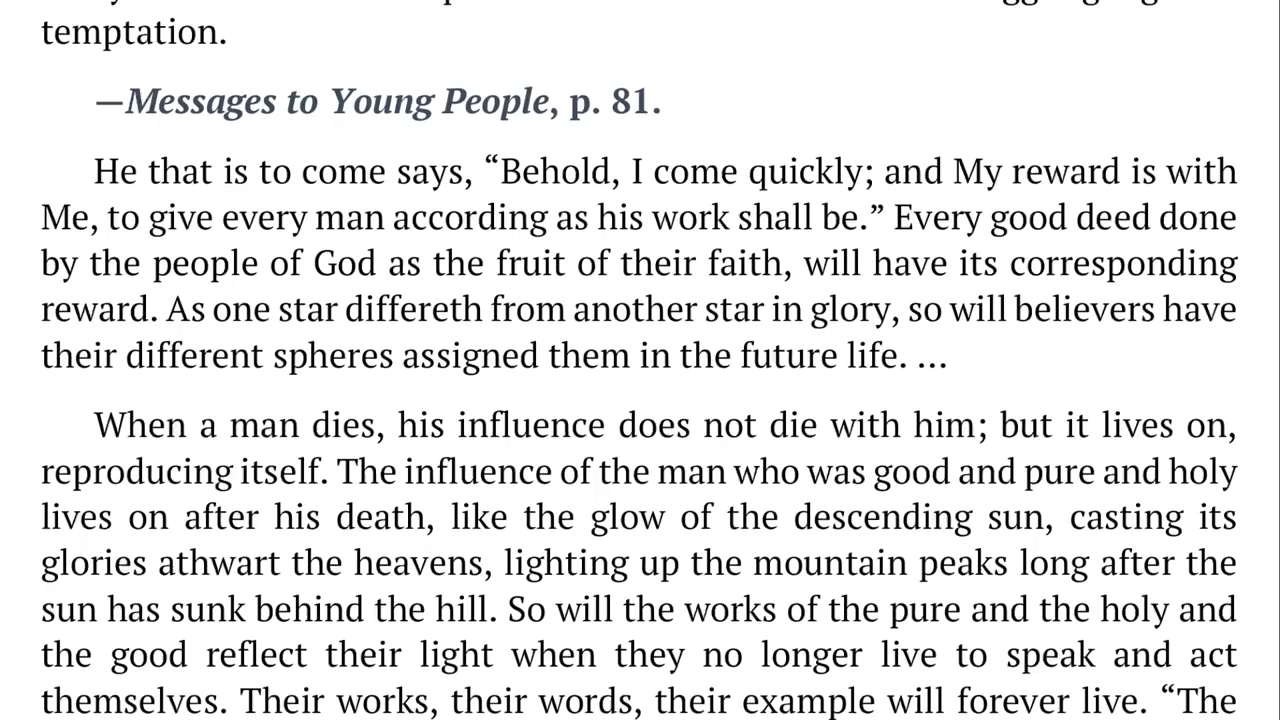 temptation.
—Messages to Young People, p. 81.
He that is to come says, “Behold, I come quickly; and My reward is with
Me, to give every man according as his work shall be.” Every good deed done
by the people of God as the fruit of their faith, will have its corresponding
reward. As one star differeth from another star in glory, so will believers have
their different spheres assigned them in the future life. ...
When a man dies, his influence does not die with him; but it lives on,
reproducing itself. The influence of the man who was good and pure and holy
lives on after his death, like the glow of the descending sun, casting its
glories athwart the heavens, lighting up the mountain peaks long after the
sun has sunk behind the hill. So will the works of the pure and the holy and
the good reflect their light when they no longer live to speak and act
themselves. Their works, their words, their example will forever live. “The